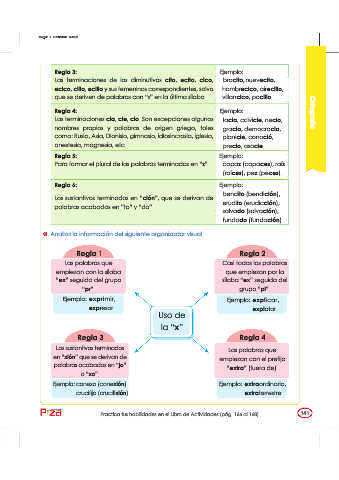 Regla 3:
Las terminaciones de los diminutivos cito, ecito, cico,
ecico, cillo, ecillo y sus femeninos correspondientes, salvo
que se deriven de palabras con "s" en la última sílaba
Ejemplo:
bracito, nuevecito,
hombrecico, airecillo,
villancico, pocillo
Regla 4:
Las terminaciones cia, cie, cio Son excepciones algunos
nombres propios y palabras de origen griego, tales
como: Rusia, Asia, Dionisio, gimnasio, idiosincrasia, iglesia,
anestesia, magnesia, etc
Ejemplo:
lacia, calvicie, necio,
gracia, democracia,
planicie, canacié,
precio, ascacie
Regla 5:
Para formar el plural de las palabras terminadas en "z"
Ejemplo:
capaz (capaces), raíz
(raíces), pez (peces)
Regla 6:
Los sustantivos terminados en "ción", que se derivan de
palabras acabadas en "to" y "do"
Ejemplo:
bendito (bendición),
erudito (erudición),
salvado (salvación),
fundado (fundación)
Ortografía
Analiza la información del siguiente organizador visual
Regla 1
Las palabras que
empiezan con la sílaba
"ex" seguida del grupo
"pr"
Ejemplo: exprimir,
expresar
Regla 2
Casi todas las palabras
que empiezan por la
sílaba "ex" seguida del
grupo "pl"
Ejemplo: explicar,
explotar
Uso de
la "x"
Regla 3
Los sustantivos terminados
en "xión" que se derivan de
palabras acabadas en "jo"
o "xo"
Ejemplo: conexo (conexión)
crucifijo (crucifixión)
Regla 4
Las palabras que
empiezan con el prefijo
"extra" (fuera de)
Ejemplo: extraordinario,
extraterrestre
Practica tus habilidades en el Libro de Actividades (pág. 166 al 168)
141